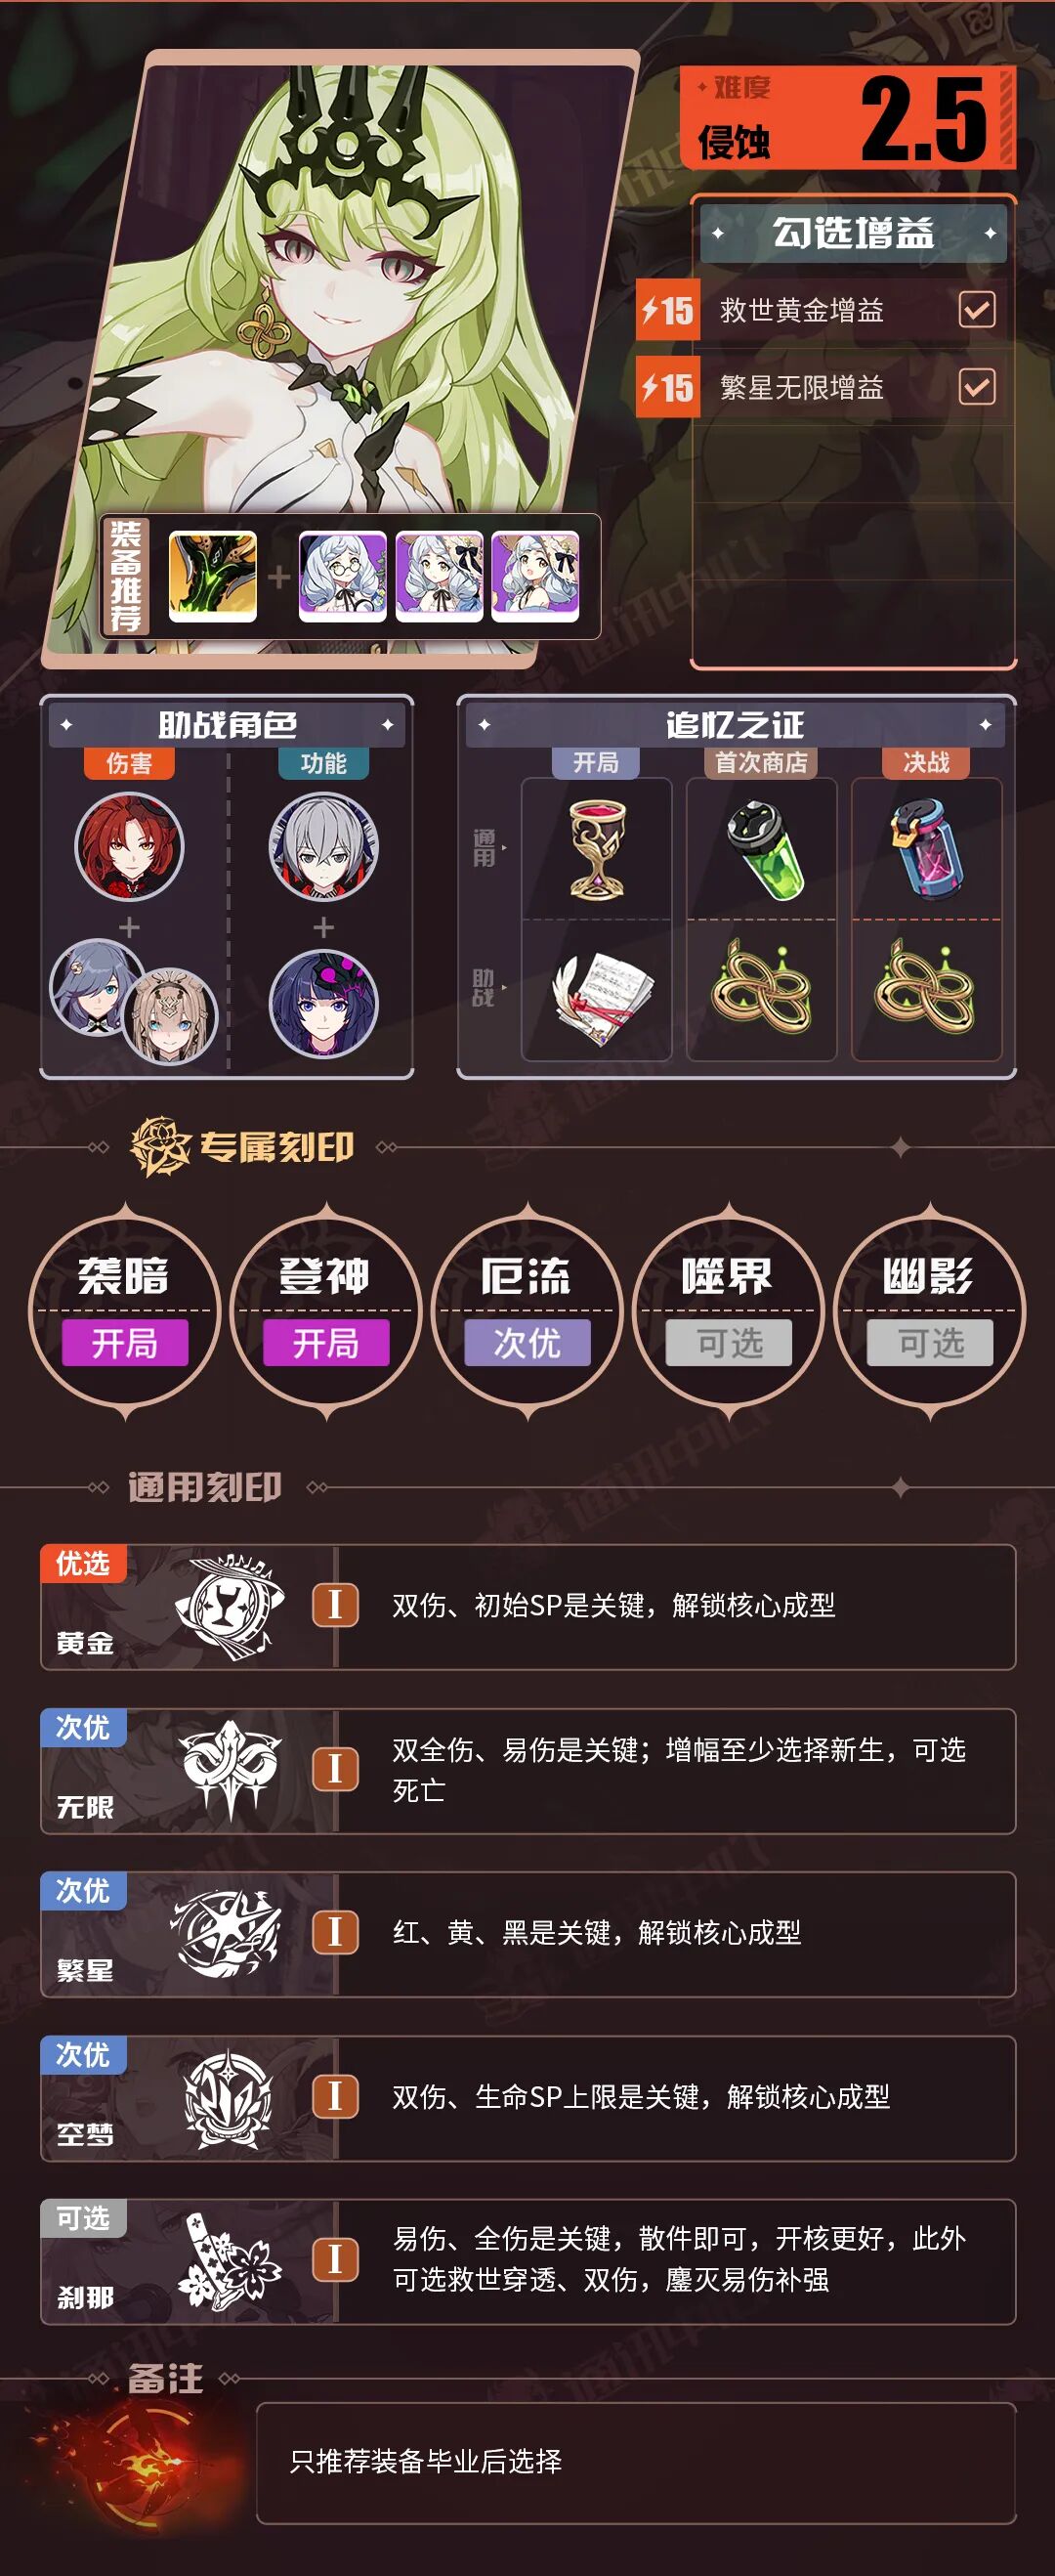 难度
侵蚀
2.5
勾选增益
15
救世黄金增益
15
繁星无限增益
装备推荐
助战角色
伤害
功能
追忆之证
开局
首次商店
决战
通用
助战
专属刻印
袭暗
开局
登神
开局
厄流
次优
噬界
可选
幽影
可选
通用刻印
优选
黄金
I
双伤、初始SP是关键，解锁核心成型
次优
无限
I
双全伤、易伤是关键；增幅至少选择新生，可选
死亡
次优
繁星
I
红、黄、黑是关键，解锁核心成型
次优
空梦
I
双伤、生命SP上限是关键，解锁核心成型
可选
刹那
I
易伤、全伤是关键，散件即可，开核更好，此外
可选救世穿透、双伤，鏖灭易伤补强
备注
只推荐装备毕业后选择
通讯中心